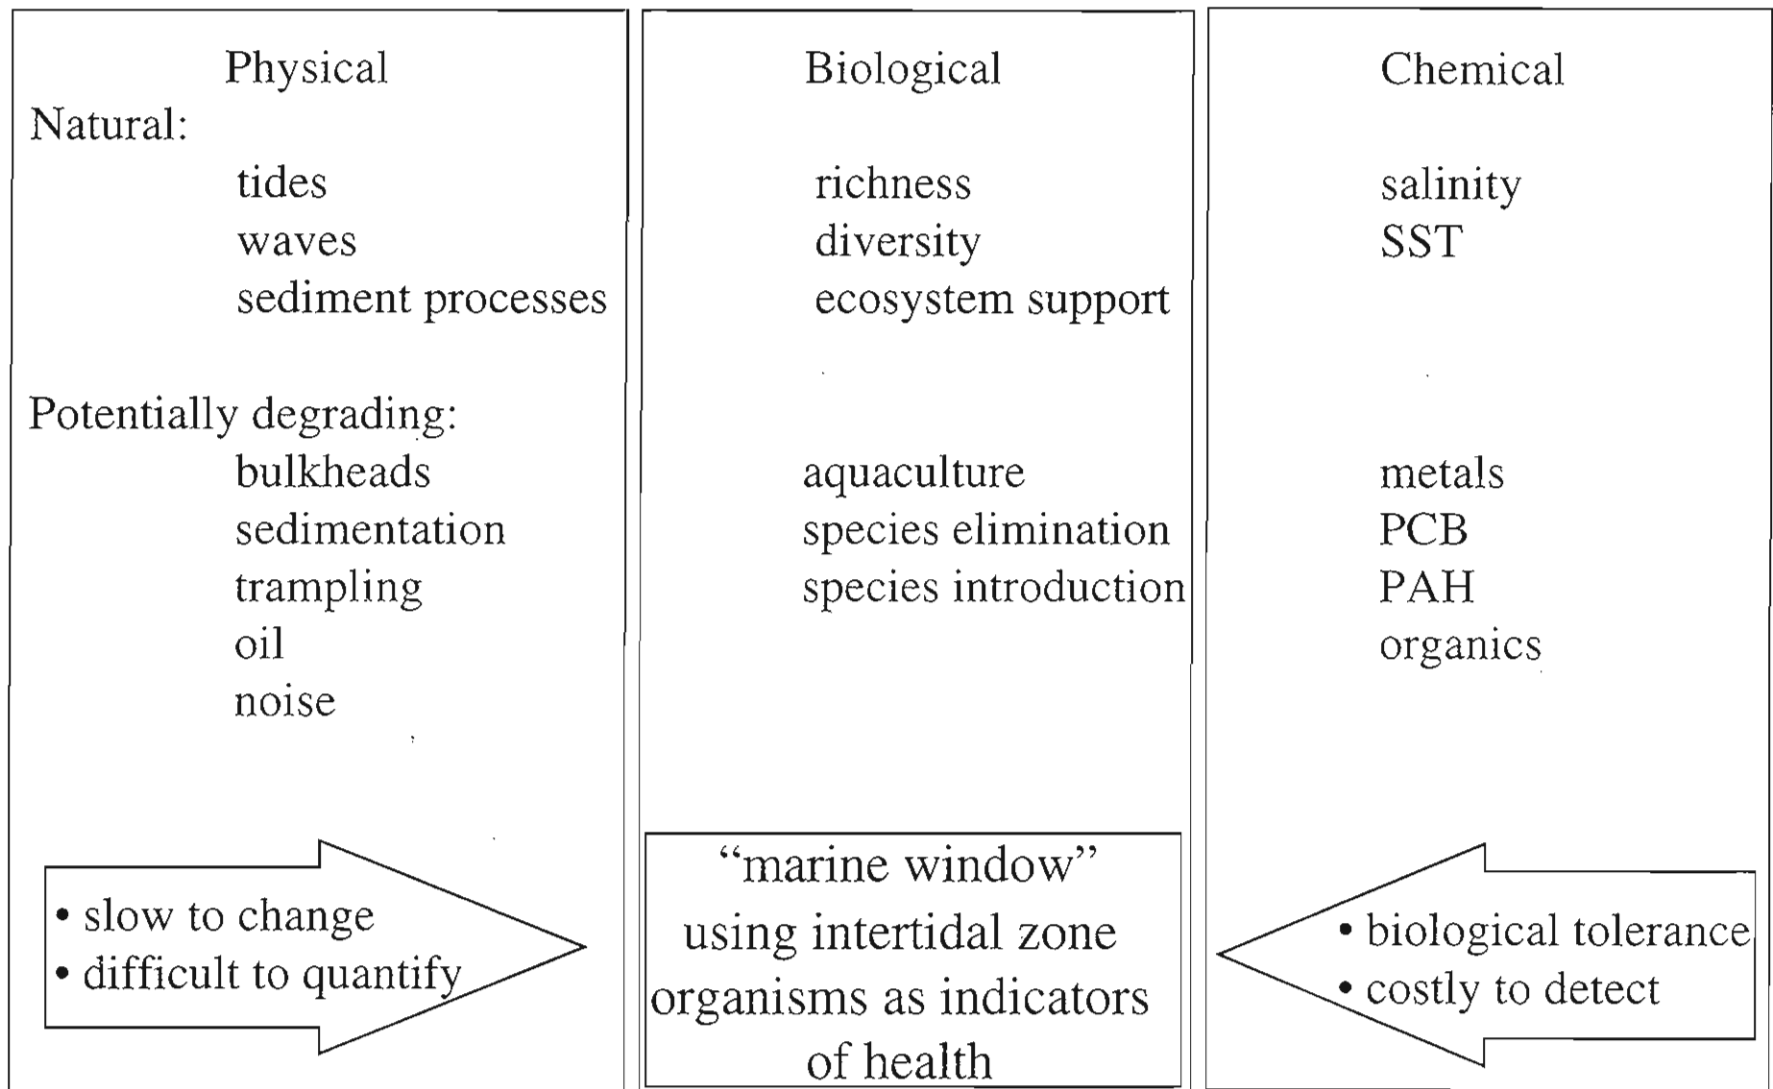 Physical
Natural:
tides
waves
sediment processes
Potentially degrading:
bulkheads
sedimentation
trampling
oil
noise
• slow to change
• difficult to quantify
Biological
richness
diversity
ecosystem support
aquaculture
species elimination
species introduction
“marine window”
using intertidal zone
organisms as indicators
of health
Chemical
salinity
SST
metals
PCB
PAH
organics
• biological tolerance
• costly to detect